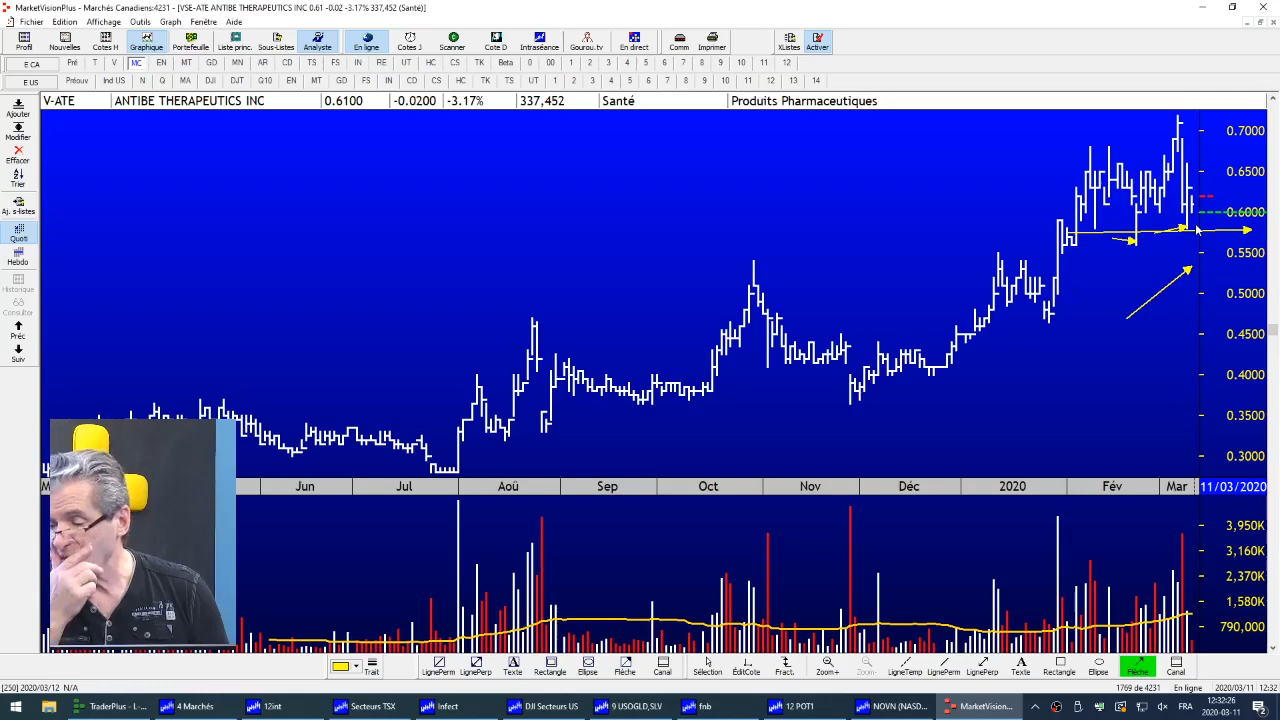 MarketVisionPlus - Marchés Canadiens:4231 - [VSE-ATE ANTIBE THERAPEUTICS INC 0.61 -0.02 -3.17% 337,452 (Santé)]
Fichier Edition Affichage Outils Graph Fenêtre Aide
Profil Nouvelles Cotes H Graphique Portefeuille Liste princ. Sous-Listes Analyste En ligne Cotes J Scanner Cote D Intraséance Gourou.tv En direct Comm Imprimer XListes Activer
E CA Pré T V MC EN MT GD MN AR CD TS FS IN RE UT HC CS TK Beta 0 00 1 2 3 4 5 6 7 8 9 10 11 12
E US Préouv Ind US N Q MA DJI DJT Q10 EN MT GD FS IN CD CS HC TK TS UT 1 2 3 4 5 6 7 8 9 10 11 12 13 14
V-ATE ANTIBE THERAPEUTICS INC 0.6100 -0.0200 -3.17% 337,452 Santé Produits Pharmaceutiques
Ajouter
Modifier
Effacer
Trier
Aj. s-listes
Quoti
Hebdo
Historique
Consulter
Préc
Suiv
0.7000
0.6500
0.6000
0.5500
0.5000
0.4500
0.4000
0.3500
0.3000
Jun Jul Aoû Sep Oct Nov Déc 2020 Fév Mar 11/03/2020
3,950K
3,160K
2,370K
1,580K
790,000
Trait LignePerm LignePerp Texte Rectangle Ellipse Flèche Canal Sélection ÉditCote Fract. Zoom+ Zoom- LigneTemp LignePerm LignePerp Texte Rectangle Ellipse Flèche Canal
[250] 2020/03/12 N/A 1769 de 4231 En ligne 2020/03/11 12:32
TraderPlus - L-... 4 Marchés 12int Secteurs TSX Infect DJI Secteurs US 9 USOGLD,SLV fnb 12 POT1 NOVN (NASD... MarketVision... FRA 12:32:26
2020-03-11